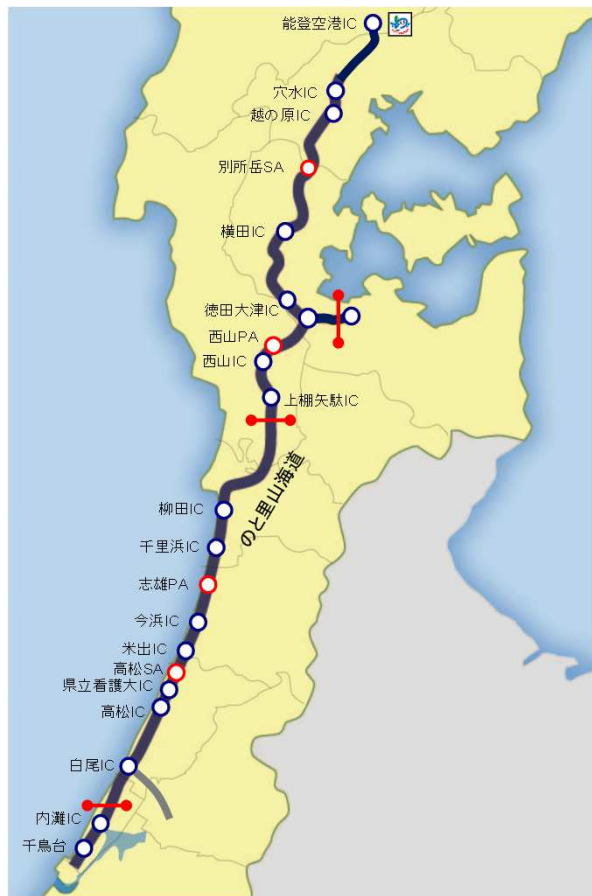 能登空港IC
穴水IC
越の原IC
別所岳SA
横田IC
徳田大津IC
西山PA
西山IC
上棚矢駄IC
のと里山海道
柳田IC
千里浜IC
志雄PA
今浜IC
米出IC
高松SA
県立看護大IC
高松IC
白尾IC
内灘IC
千鳥台